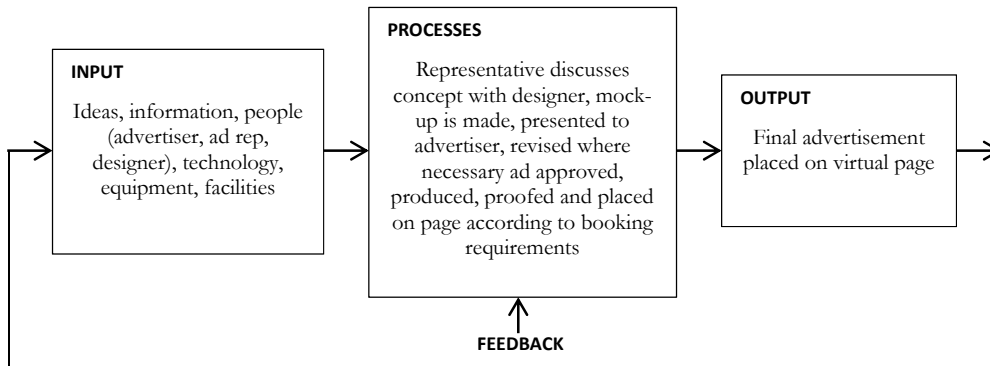 INPUT
Ideas, information, people
(advertiser, ad rep,
designer), technology,
equipment, facilities
PROCESSES
Representative discusses
concept with designer, mock-
up is made, presented to
advertiser, revised where
necessary ad approved,
produced, proofed and placed
on page according to booking
requirements
OUTPUT
Final advertisement
placed on virtual page
FEEDBACK